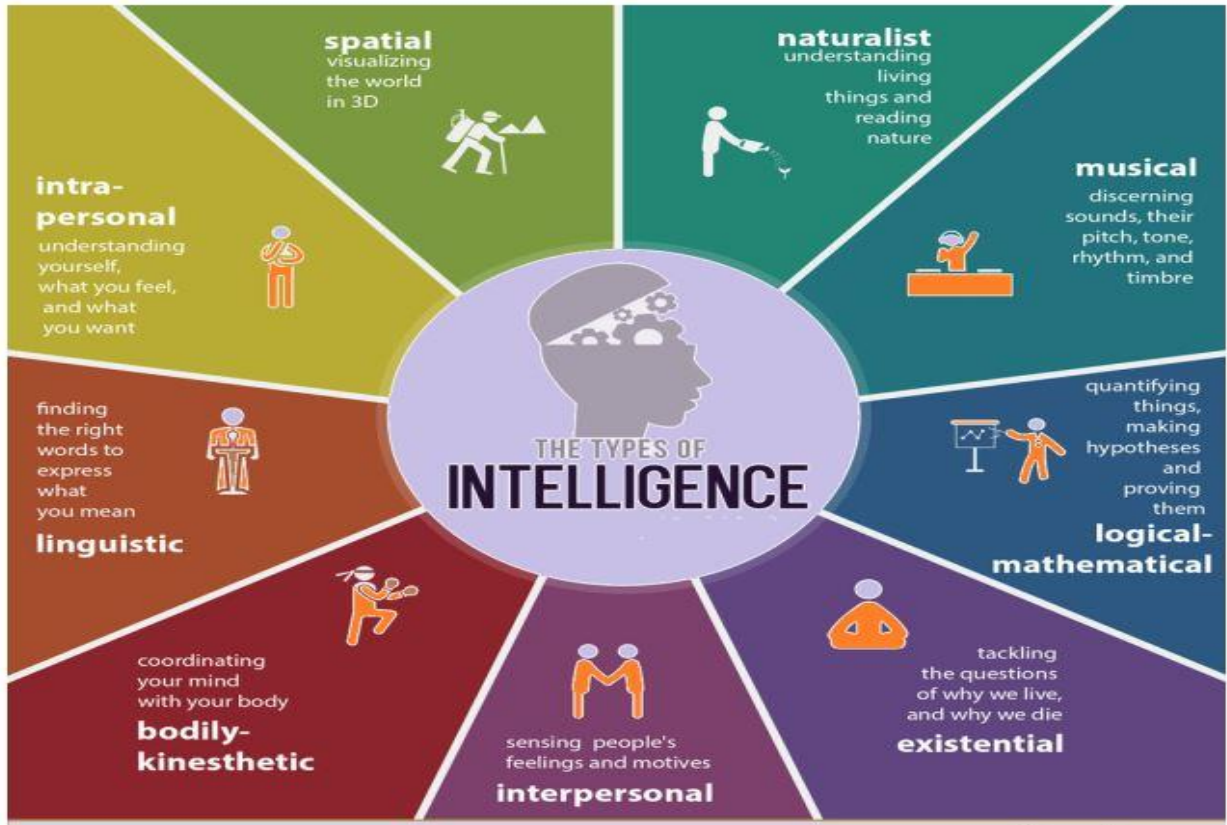 spatial
visualizing
the world
in 3D
naturalist
understanding
living
things and
reading
nature
musical
discerning
sounds, their
pitch, tone,
rhythm, and
timbre
intra-
personal
understanding
yourself,
what you feel,
and what
you want
THE TYPES OF
INTELLIGENCE
quantifying
things,
making
hypotheses
and
proving
them
logical-
mathematical
finding
the right
words to
express
what
you mean
linguistic
coordinating
your mind
with your body
bodily-
kinesthetic
sensing people's
feelings and motives
interpersonal
tackling
the questions
of why we live,
and why we die
existential